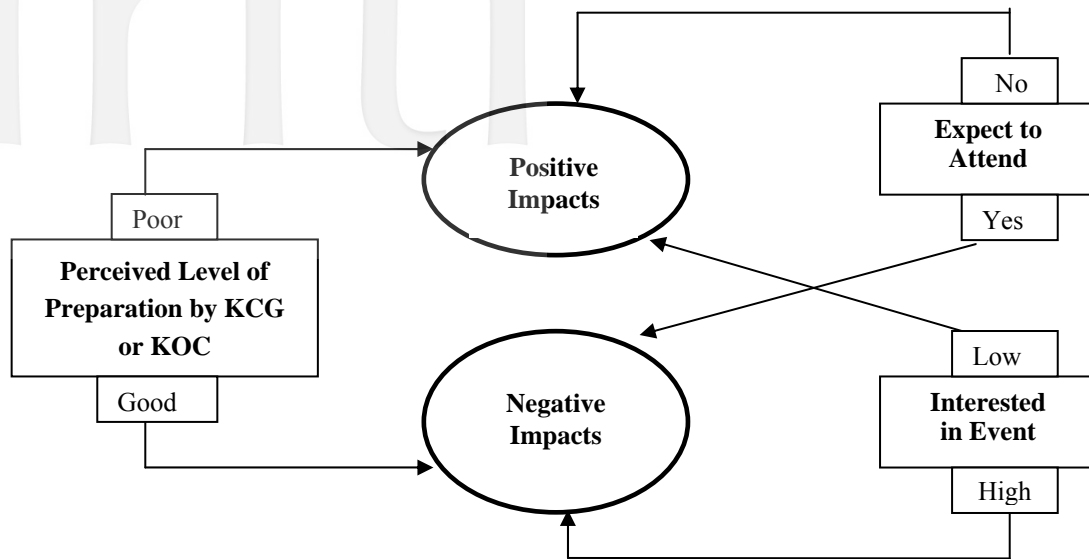 No
Expect to
Attend
Yes
Positive
Impacts
Poor
Perceived Level of
Preparation by KCG
or KOC
Good
Negative
Impacts
Low
Interested
in Event
High